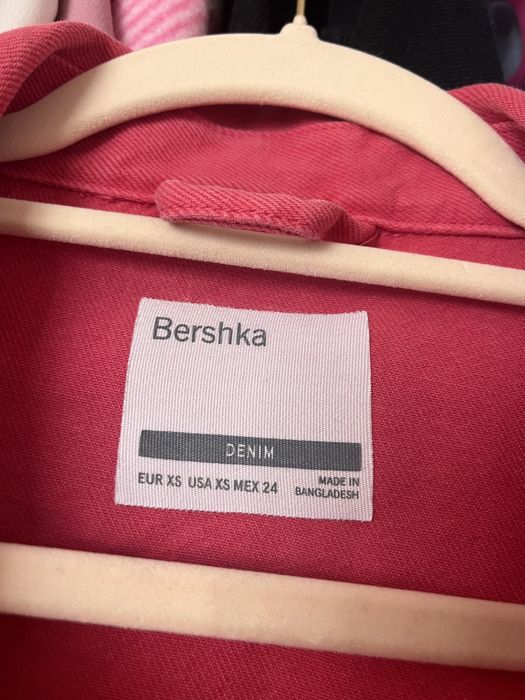 Bershka
DENIM
EUR XS USA XS MEX 24
MADE IN
BANGLADESH